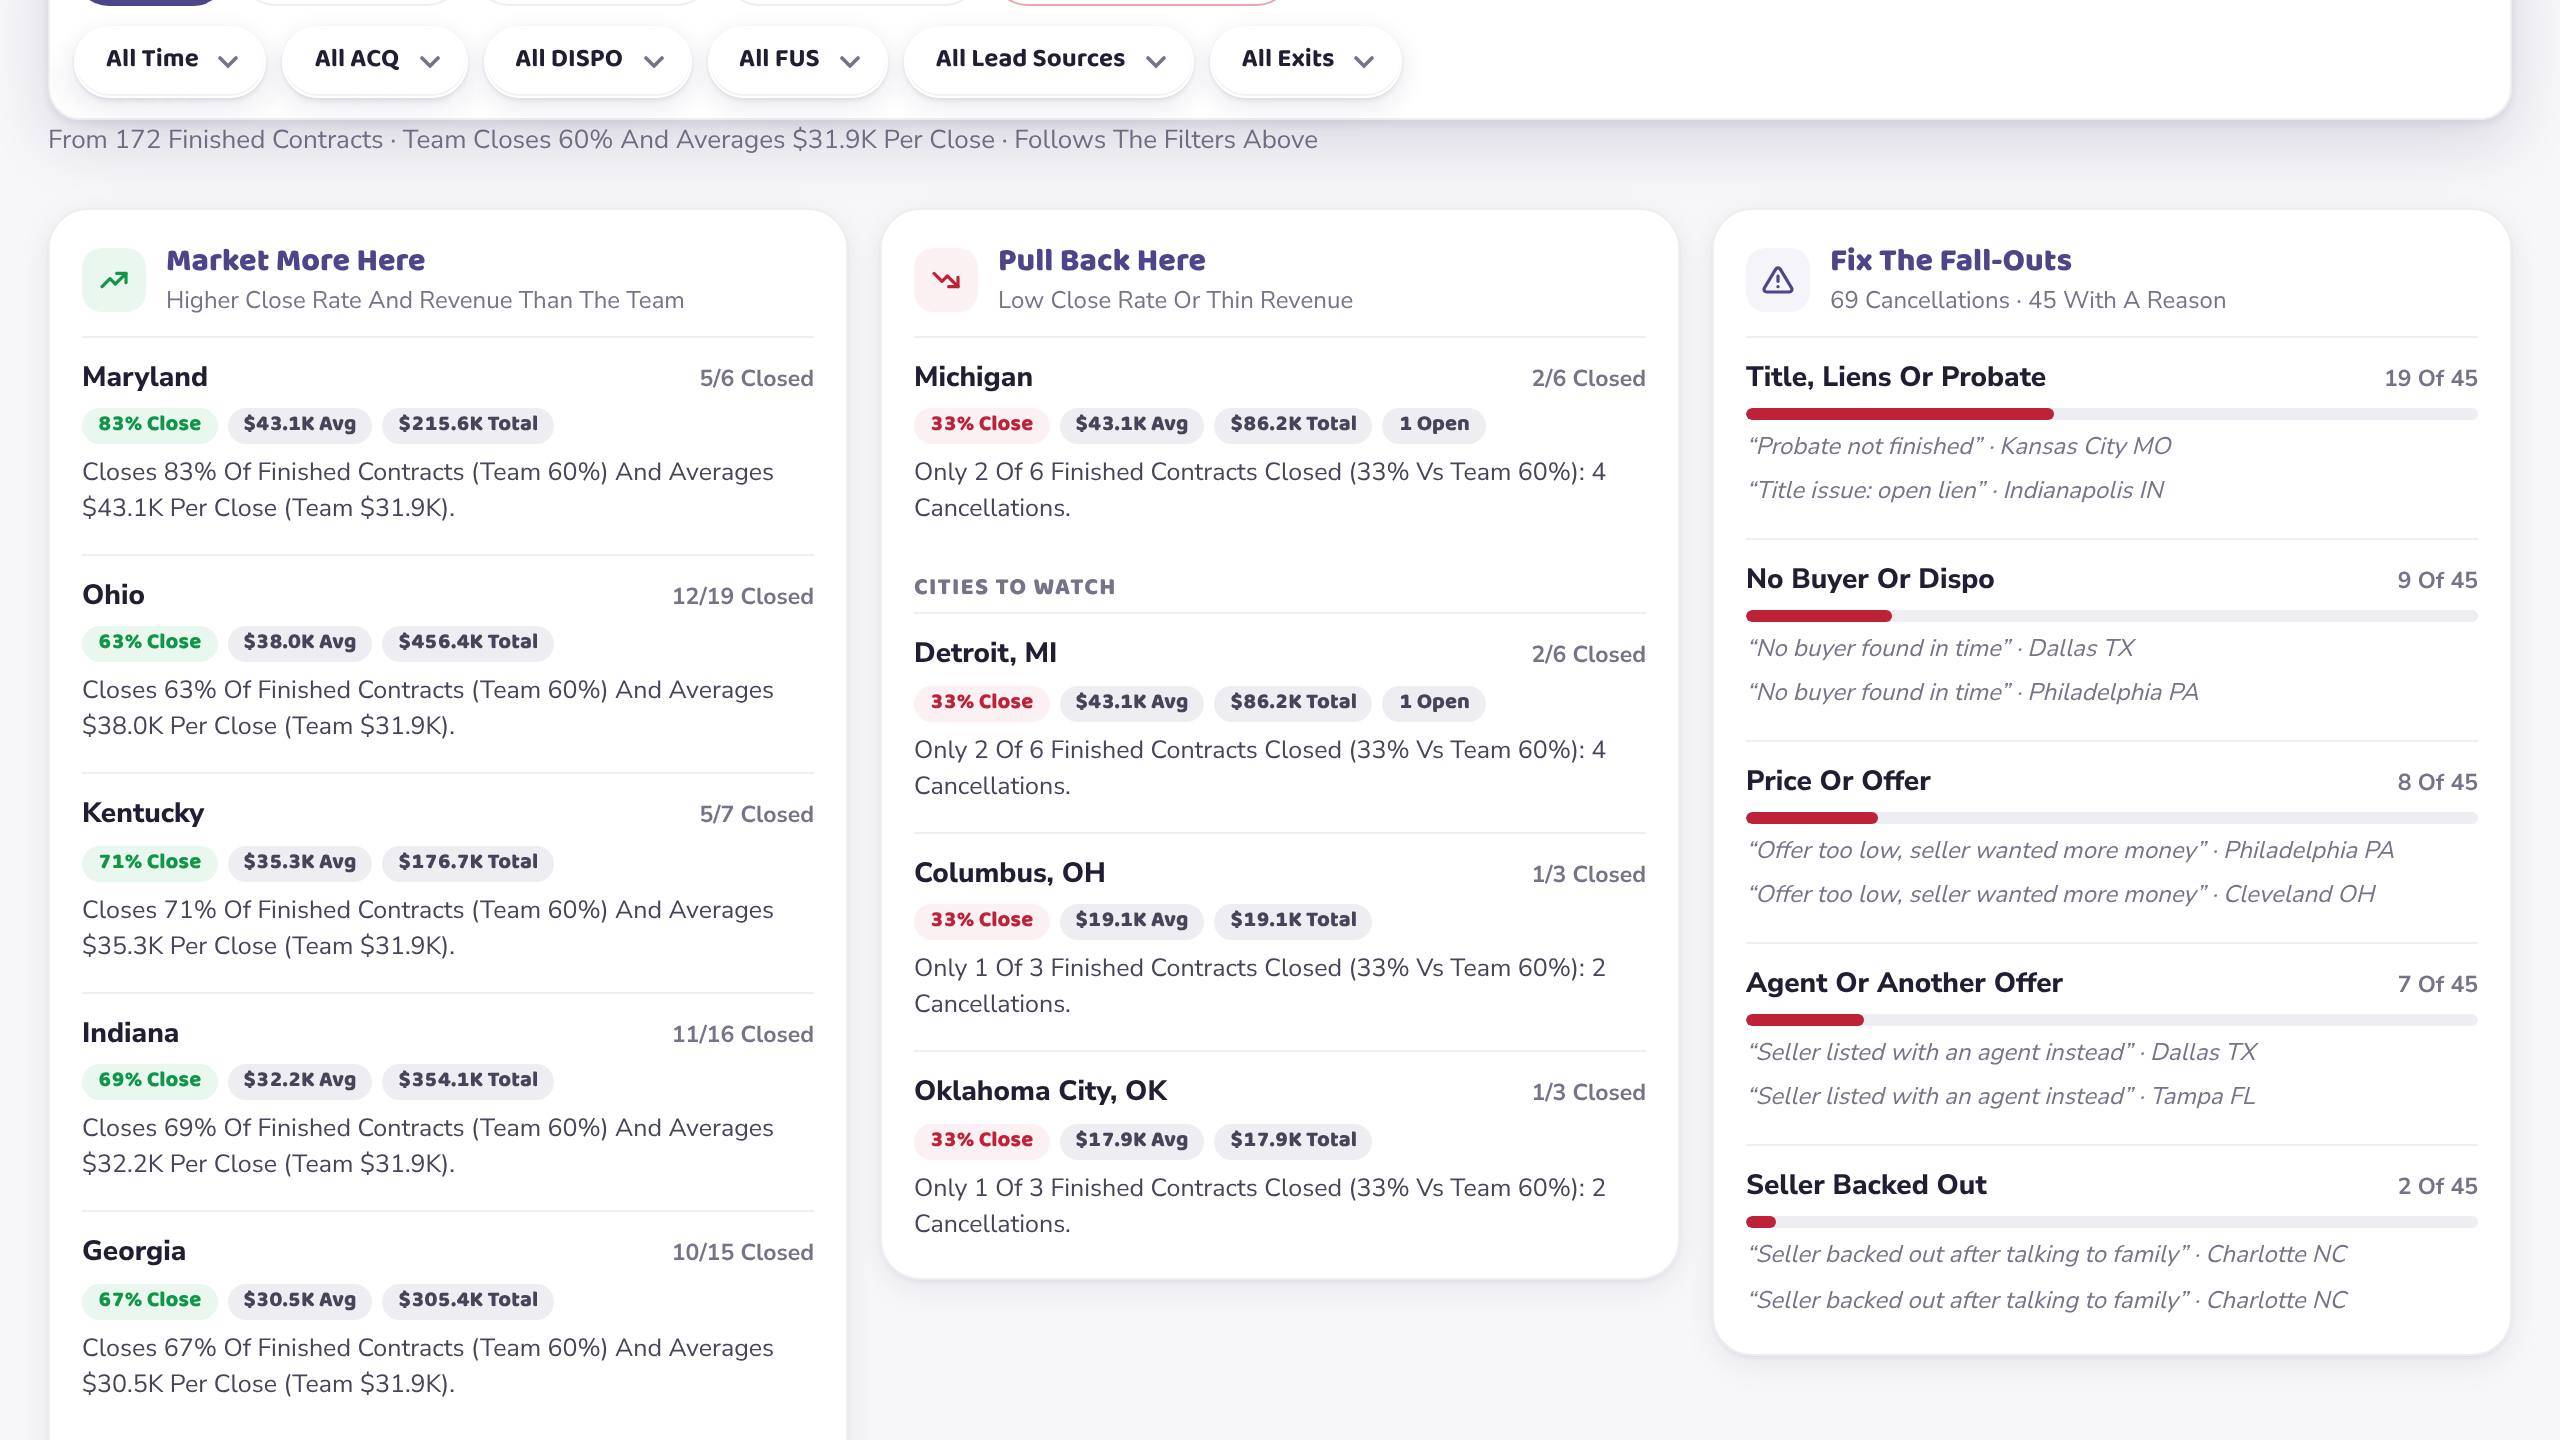 All Time
All ACQ
All DISPO
All FUS
All Lead Sources
All Exits
From 172 Finished Contracts · Team Closes 60% And Averages $31.9K Per Close · Follows The Filters Above
Market More Here
Higher Close Rate And Revenue Than The Team
Maryland
5/6 Closed
83% Close
$43.1K Avg
$215.6K Total
Closes 83% Of Finished Contracts (Team 60%) And Averages
$43.1K Per Close (Team $31.9K).
Ohio
12/19 Closed
63% Close
$38.0K Avg
$456.4K Total
Closes 63% Of Finished Contracts (Team 60%) And Averages
$38.0K Per Close (Team $31.9K).
Kentucky
5/7 Closed
71% Close
$35.3K Avg
$176.7K Total
Closes 71% Of Finished Contracts (Team 60%) And Averages
$35.3K Per Close (Team $31.9K).
Indiana
11/16 Closed
69% Close
$32.2K Avg
$354.1K Total
Closes 69% Of Finished Contracts (Team 60%) And Averages
$32.2K Per Close (Team $31.9K).
Georgia
10/15 Closed
67% Close
$30.5K Avg
$305.4K Total
Closes 67% Of Finished Contracts (Team 60%) And Averages
$30.5K Per Close (Team $31.9K).
Pull Back Here
Low Close Rate Or Thin Revenue
Michigan
2/6 Closed
33% Close
$43.1K Avg
$86.2K Total
1 Open
Only 2 Of 6 Finished Contracts Closed (33% Vs Team 60%): 4
Cancellations.
CITIES TO WATCH
Detroit, MI
2/6 Closed
33% Close
$43.1K Avg
$86.2K Total
1 Open
Only 2 Of 6 Finished Contracts Closed (33% Vs Team 60%): 4
Cancellations.
Columbus, OH
1/3 Closed
33% Close
$19.1K Avg
$19.1K Total
Only 1 Of 3 Finished Contracts Closed (33% Vs Team 60%): 2
Cancellations.
Oklahoma City, OK
1/3 Closed
33% Close
$17.9K Avg
$17.9K Total
Only 1 Of 3 Finished Contracts Closed (33% Vs Team 60%): 2
Cancellations.
Fix The Fall-Outs
69 Cancellations · 45 With A Reason
Title, Liens Or Probate
19 Of 45
“Probate not finished” · Kansas City MO
“Title issue: open lien” · Indianapolis IN
No Buyer Or Dispo
9 Of 45
“No buyer found in time” · Dallas TX
“No buyer found in time” · Philadelphia PA
Price Or Offer
8 Of 45
“Offer too low, seller wanted more money” · Philadelphia PA
“Offer too low, seller wanted more money” · Cleveland OH
Agent Or Another Offer
7 Of 45
“Seller listed with an agent instead” · Dallas TX
“Seller listed with an agent instead” · Tampa FL
Seller Backed Out
2 Of 45
“Seller backed out after talking to family” · Charlotte NC
“Seller backed out after talking to family” · Charlotte NC